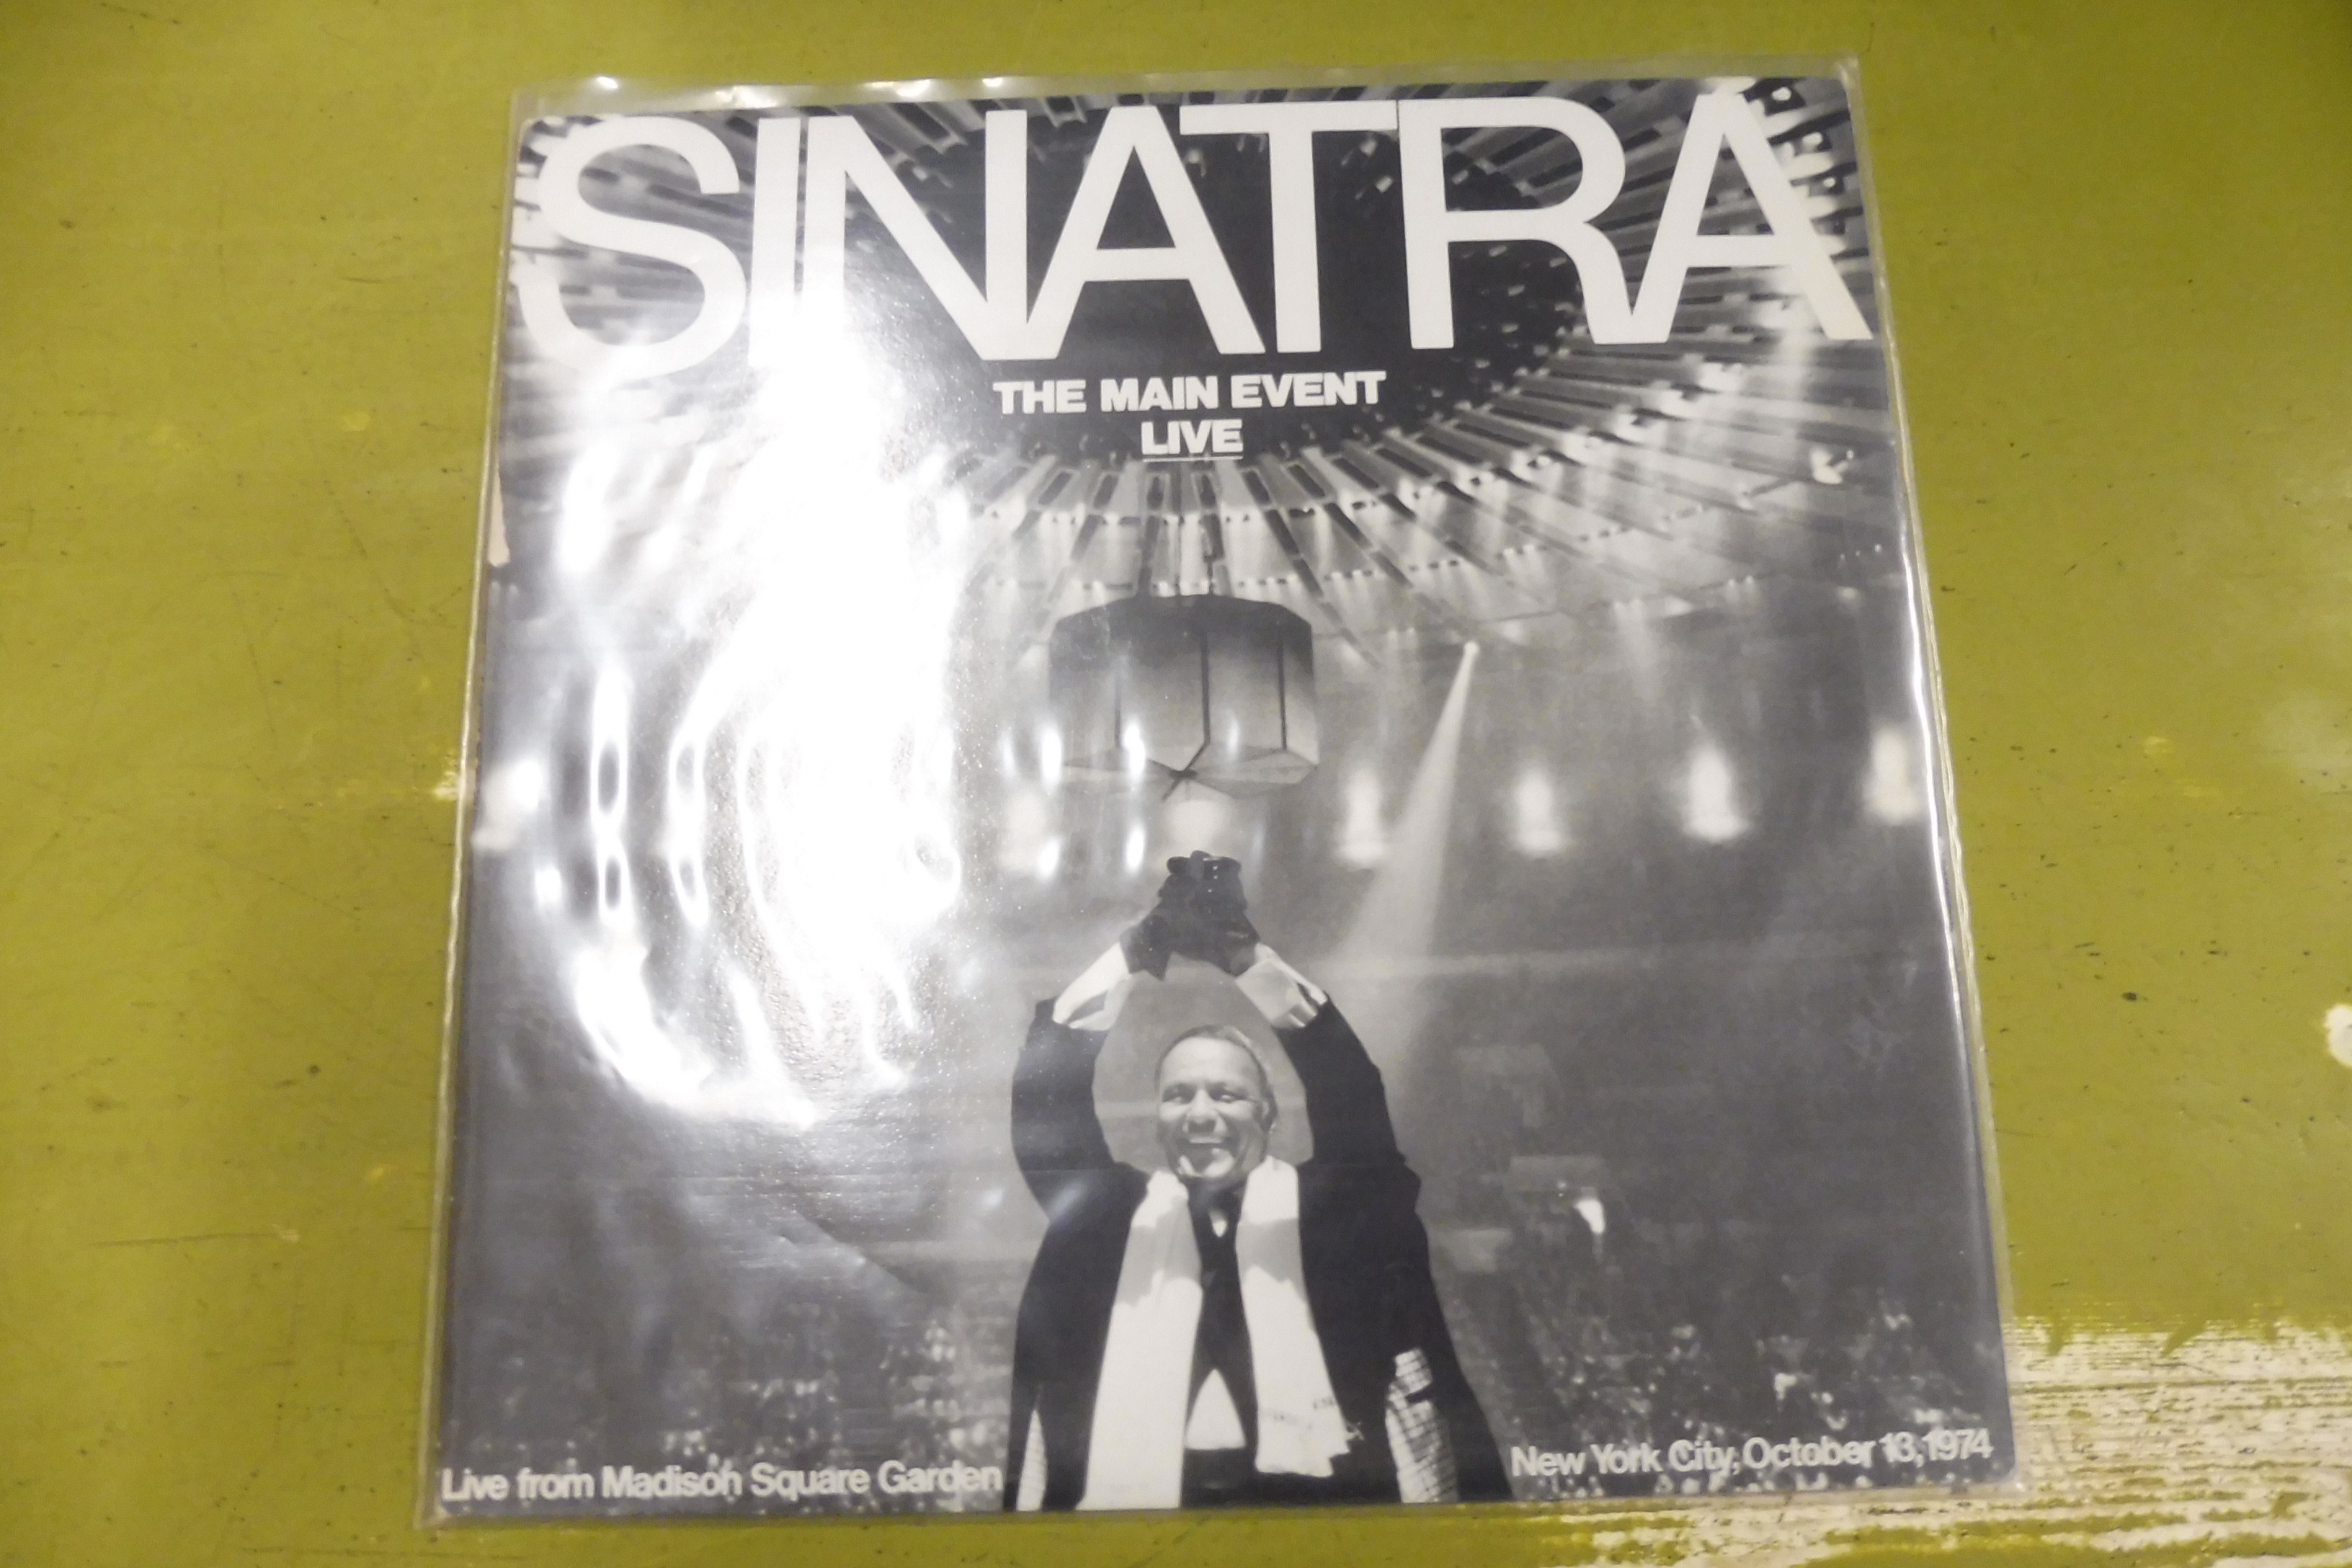 SINATRA
THE MAIN EVENT
LIVE
Live from Madison Square Garden
New York City, October 13, 1974